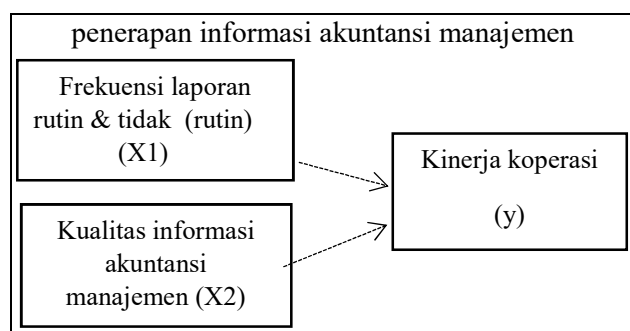 penerapan informasi akuntansi manajemen
Frekuensi laporan
rutin & tidak (rutin)
(X1)
Kinerja koperasi
(y)
Kualitas informasi
akuntansi
manajemen (X2)